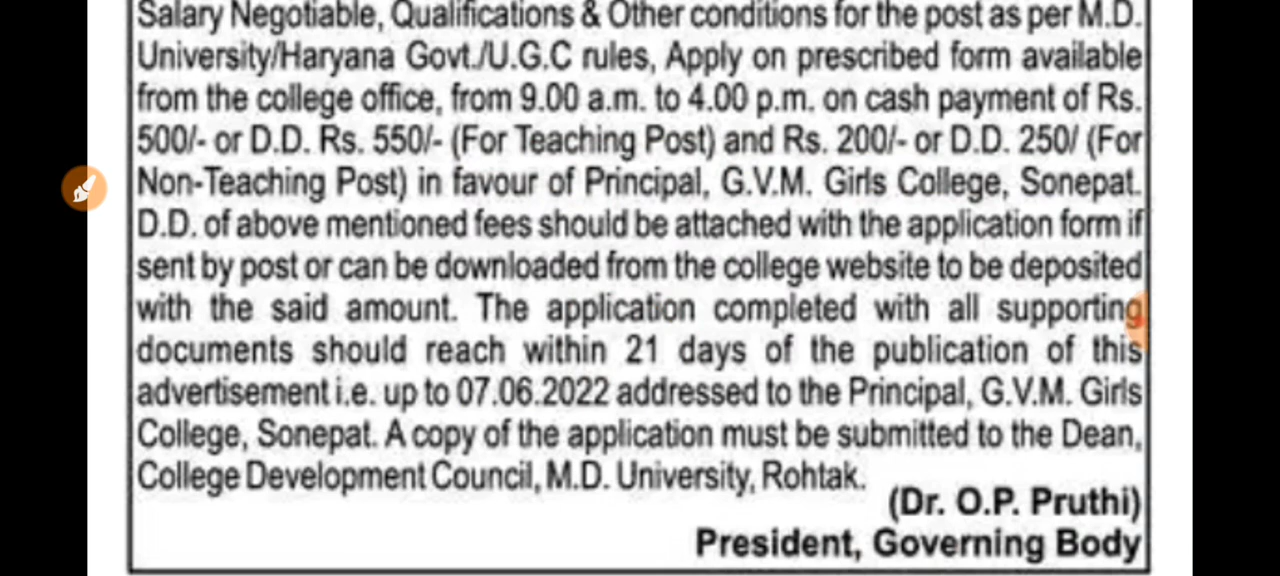 Salary Negotiable, Qualifications & Other conditions for the post as per M.D.
University/Haryana Govt./U.G.C rules, Apply on prescribed form available
from the college office, from 9.00 a.m. to 4.00 p.m. on cash payment of Rs.
500/- or D.D. Rs. 550/- (For Teaching Post) and Rs. 200/- or D.D. 250/ (For
Non-Teaching Post) in favour of Principal, G.V.M. Girls College, Sonepat.
D.D. of above mentioned fees should be attached with the application form if
sent by post or can be downloaded from the college website to be deposited
with the said amount. The application completed with all supporting
documents should reach within 21 days of the publication of this
advertisement i.e. up to 07.06.2022 addressed to the Principal, G.V.M. Girls
College, Sonepat. A copy of the application must be submitted to the Dean,
College Development Council, M.D. University, Rohtak.
(Dr. O.P. Pruthi)
President, Governing Body